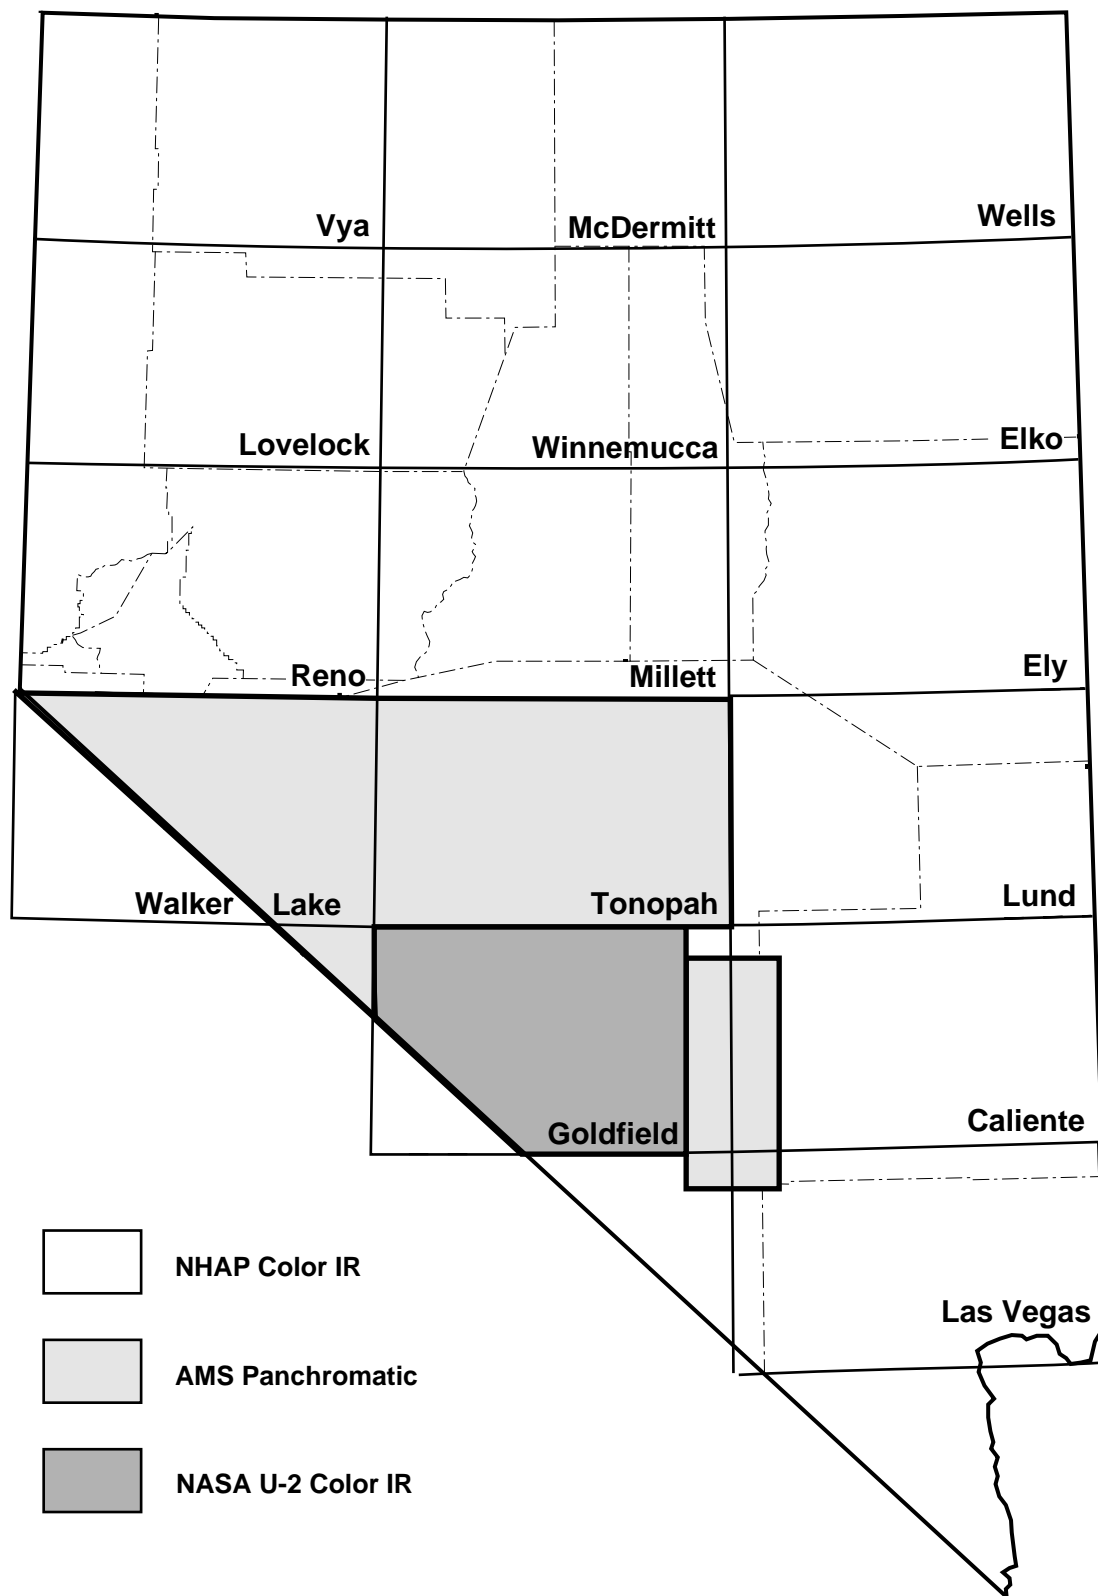 Vya
McDermitt
Wells
Lovelock
Winnemucca
Elko
Reno
Millett
Ely
Walker Lake
Tonopah
Lund
Goldfield
Caliente
NHAP Color IR
Las Vegas
AMS Panchromatic
NASA U-2 Color IR